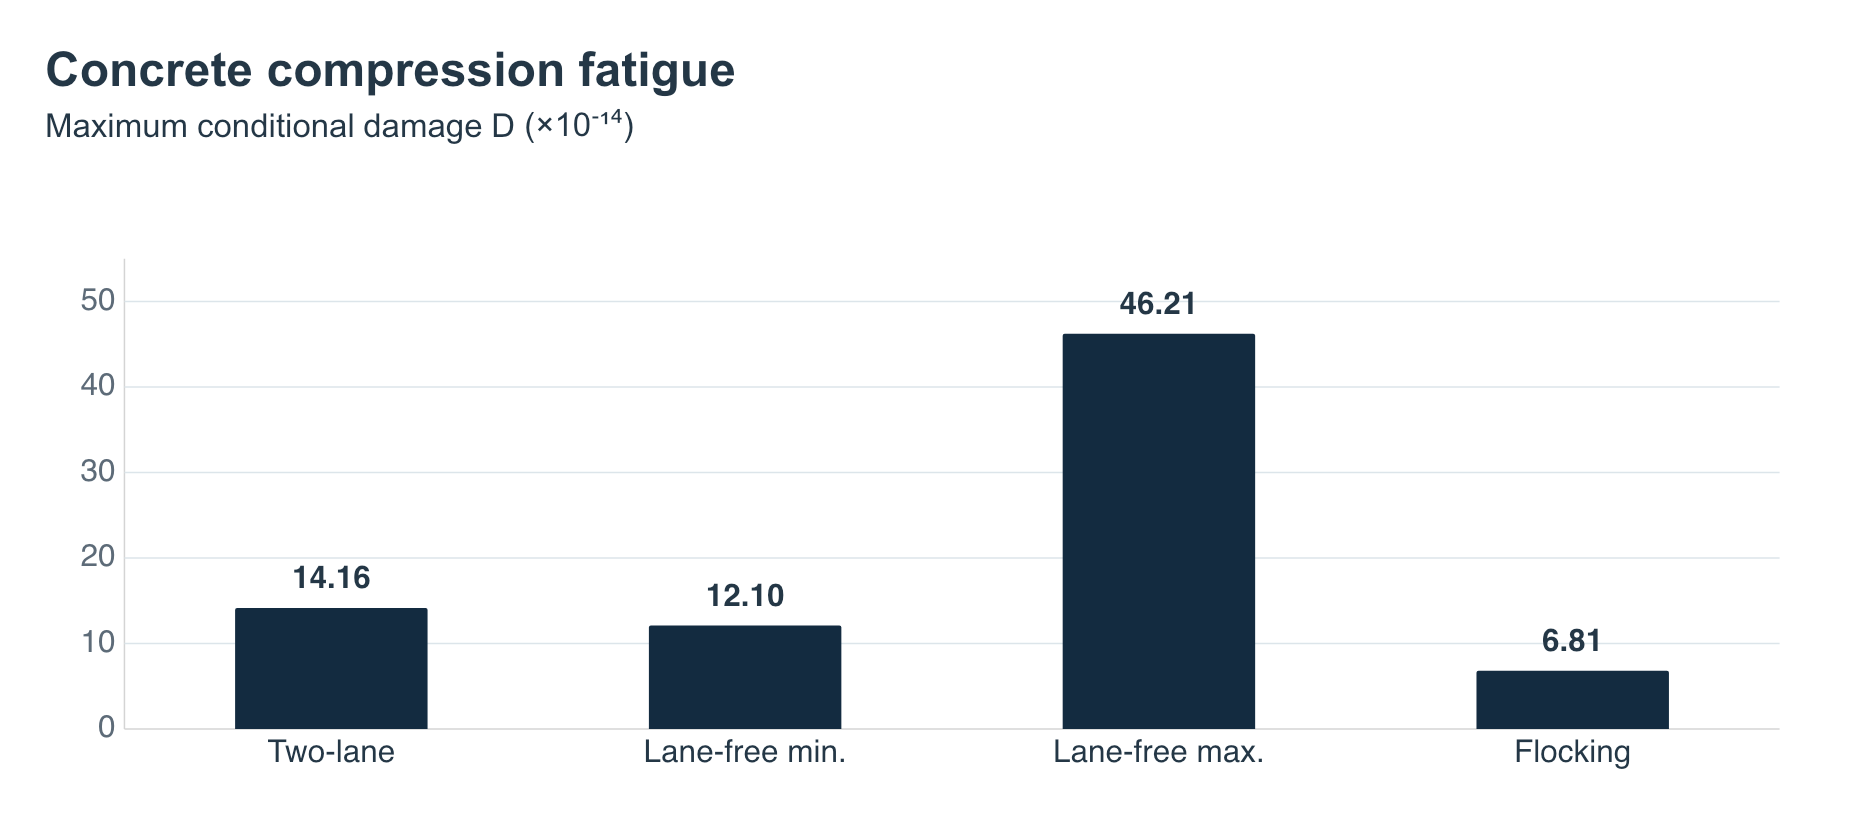 Concrete compression fatigue
Maximum conditional damage D (×10⁻¹⁴)
50
40
30
20
10
0
46.21
14.16
12.10
6.81
Two-lane
Lane-free min.
Lane-free max.
Flocking